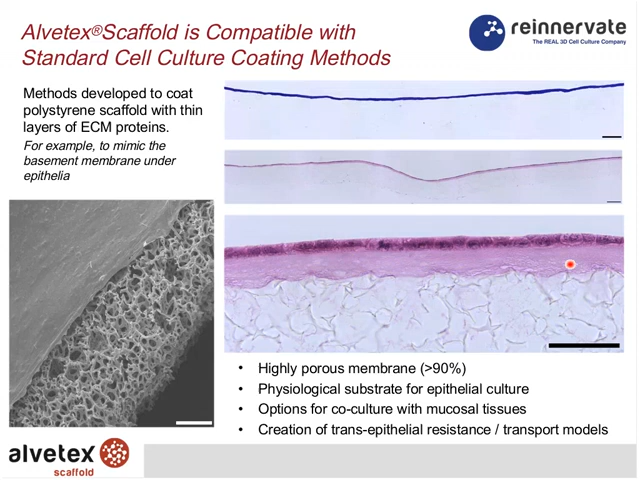 Alvetex®Scaffold is Compatible with
Standard Cell Culture Coating Methods
reinnervate
The REAL 3D Cell Culture Company
Methods developed to coat
polystyrene scaffold with thin
layers of ECM proteins.
For example, to mimic the
basement membrane under
epithelia
• Highly porous membrane (>90%)
• Physiological substrate for epithelial culture
• Options for co-culture with mucosal tissues
• Creation of trans-epithelial resistance / transport models
alvetex
scaffold